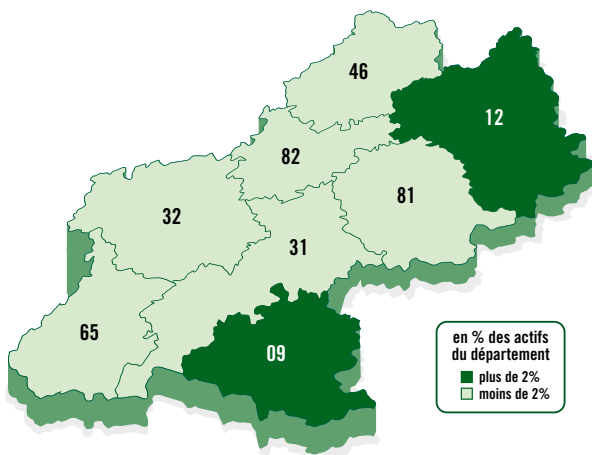 46
12
82
81
32
31
65
09
en % des actifs
du département
plus de 2%
moins de 2%